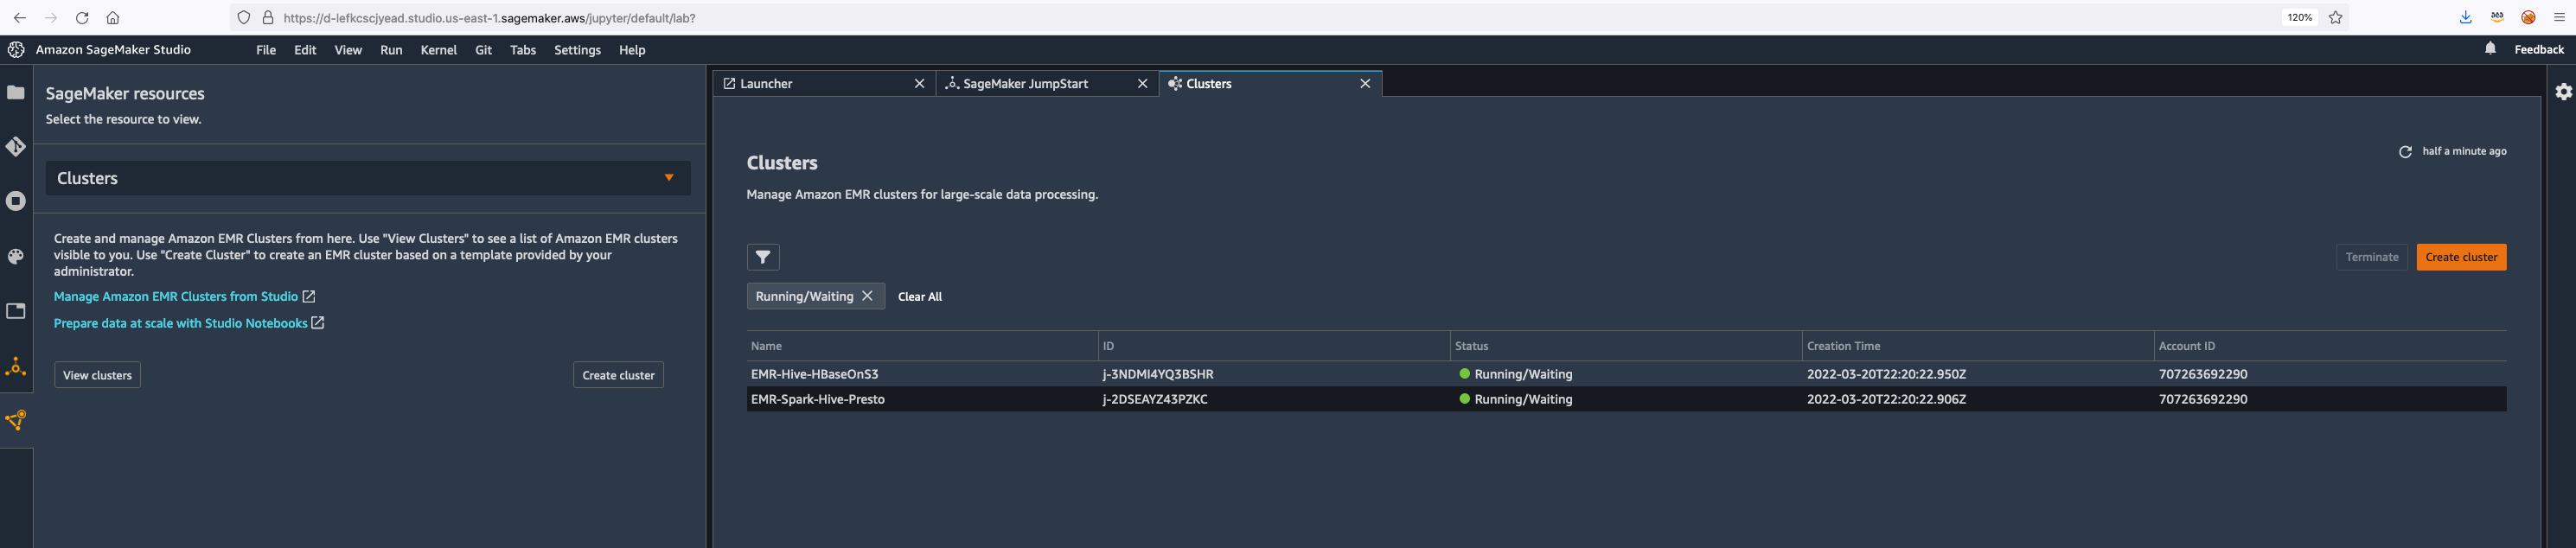 https://d-lefkcscjyead.studio.us-east-1.sagemaker.aws/jupyter/default/lab?
120%
Amazon SageMaker Studio File Edit View Run Kernel Git Tabs Settings Help Feedback
SageMaker resources
Select the resource to view.
Clusters
Create and manage Amazon EMR Clusters from here. Use "View Clusters" to see a list of Amazon EMR clusters
visible to you. Use "Create Cluster" to create an EMR cluster based on a template provided by your
administrator.
Manage Amazon EMR Clusters from Studio
Prepare data at scale with Studio Notebooks
View clusters Create cluster
Launcher SageMaker JumpStart Clusters
Clusters
half a minute ago
Manage Amazon EMR clusters for large-scale data processing.
Terminate Create cluster
Running/Waiting Clear All
Name ID Status Creation Time Account ID
EMR-Hive-HBaseOnS3 j-3NDMI4YQ3BSHR Running/Waiting 2022-03-20T22:20:22.950Z 707263692290
EMR-Spark-Hive-Presto j-2DSEAYZ43PZKC Running/Waiting 2022-03-20T22:20:22.906Z 707263692290